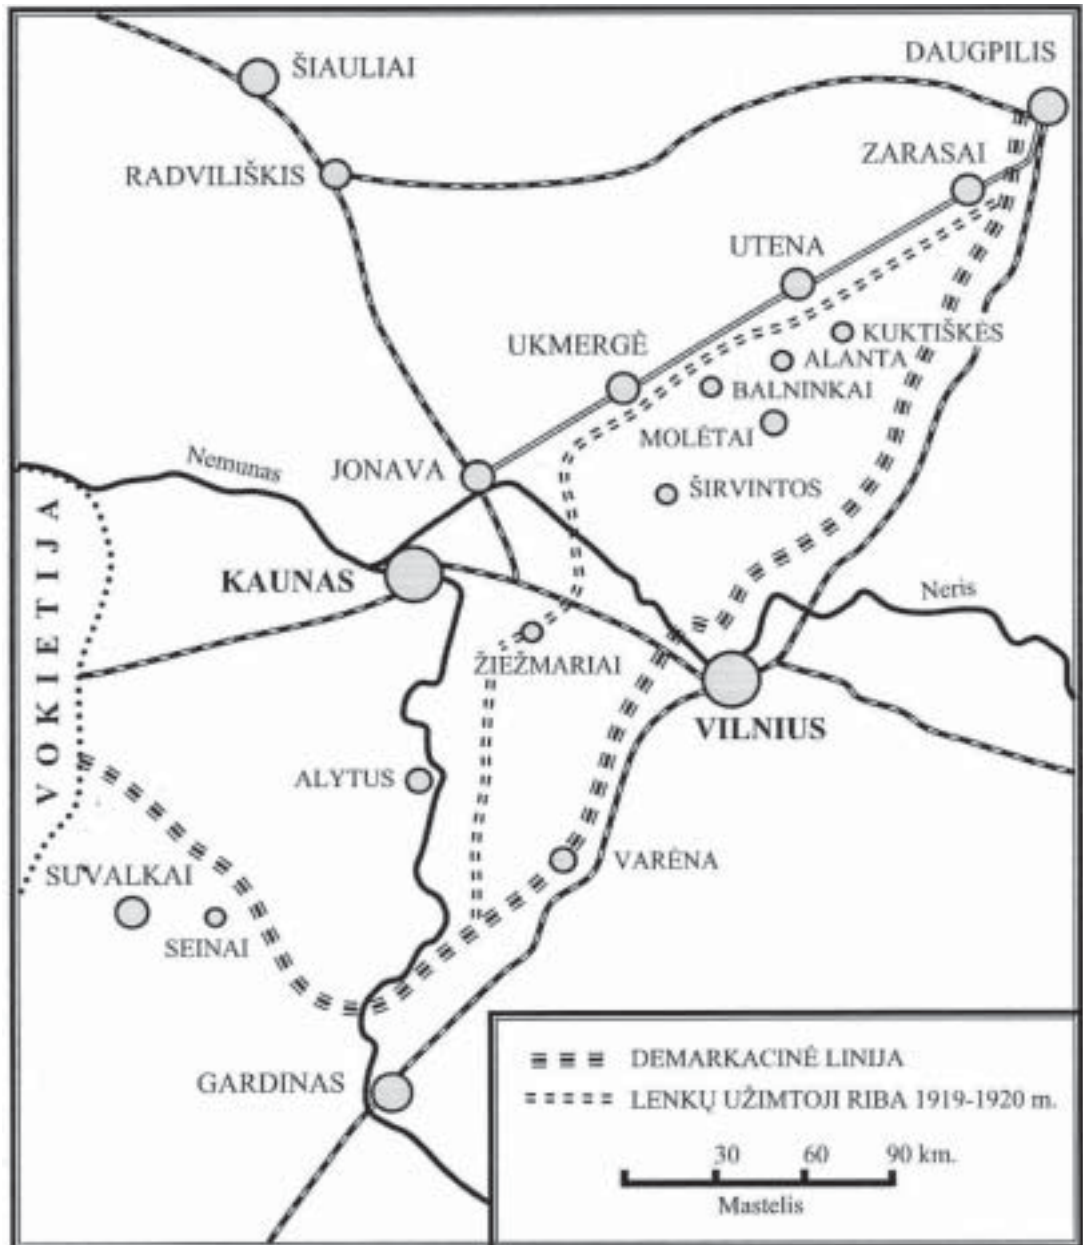 DAUGPILIS
ŠIAULIAI
ZARASAI
RADVILIŠKIS
UTENA
KUKTIŠKĖS
UKMERGĖ
ALANTA
BALNINKAI
MOLĖTAI
Nemunas
JONAVA
ŠIRVINTOS
VOKIETIJA
KAUNAS
Neris
ŽIEŽMARIAI
VILNIUS
ALYTUS
VARĖNA
SUVALKAI
SEINAI
GARDINAS
DEMARKACINĖ LINIJA
LENKŲ UŽIMTOJI RIBA 1919-1920 m.
30 60 90 km.
Mastelis